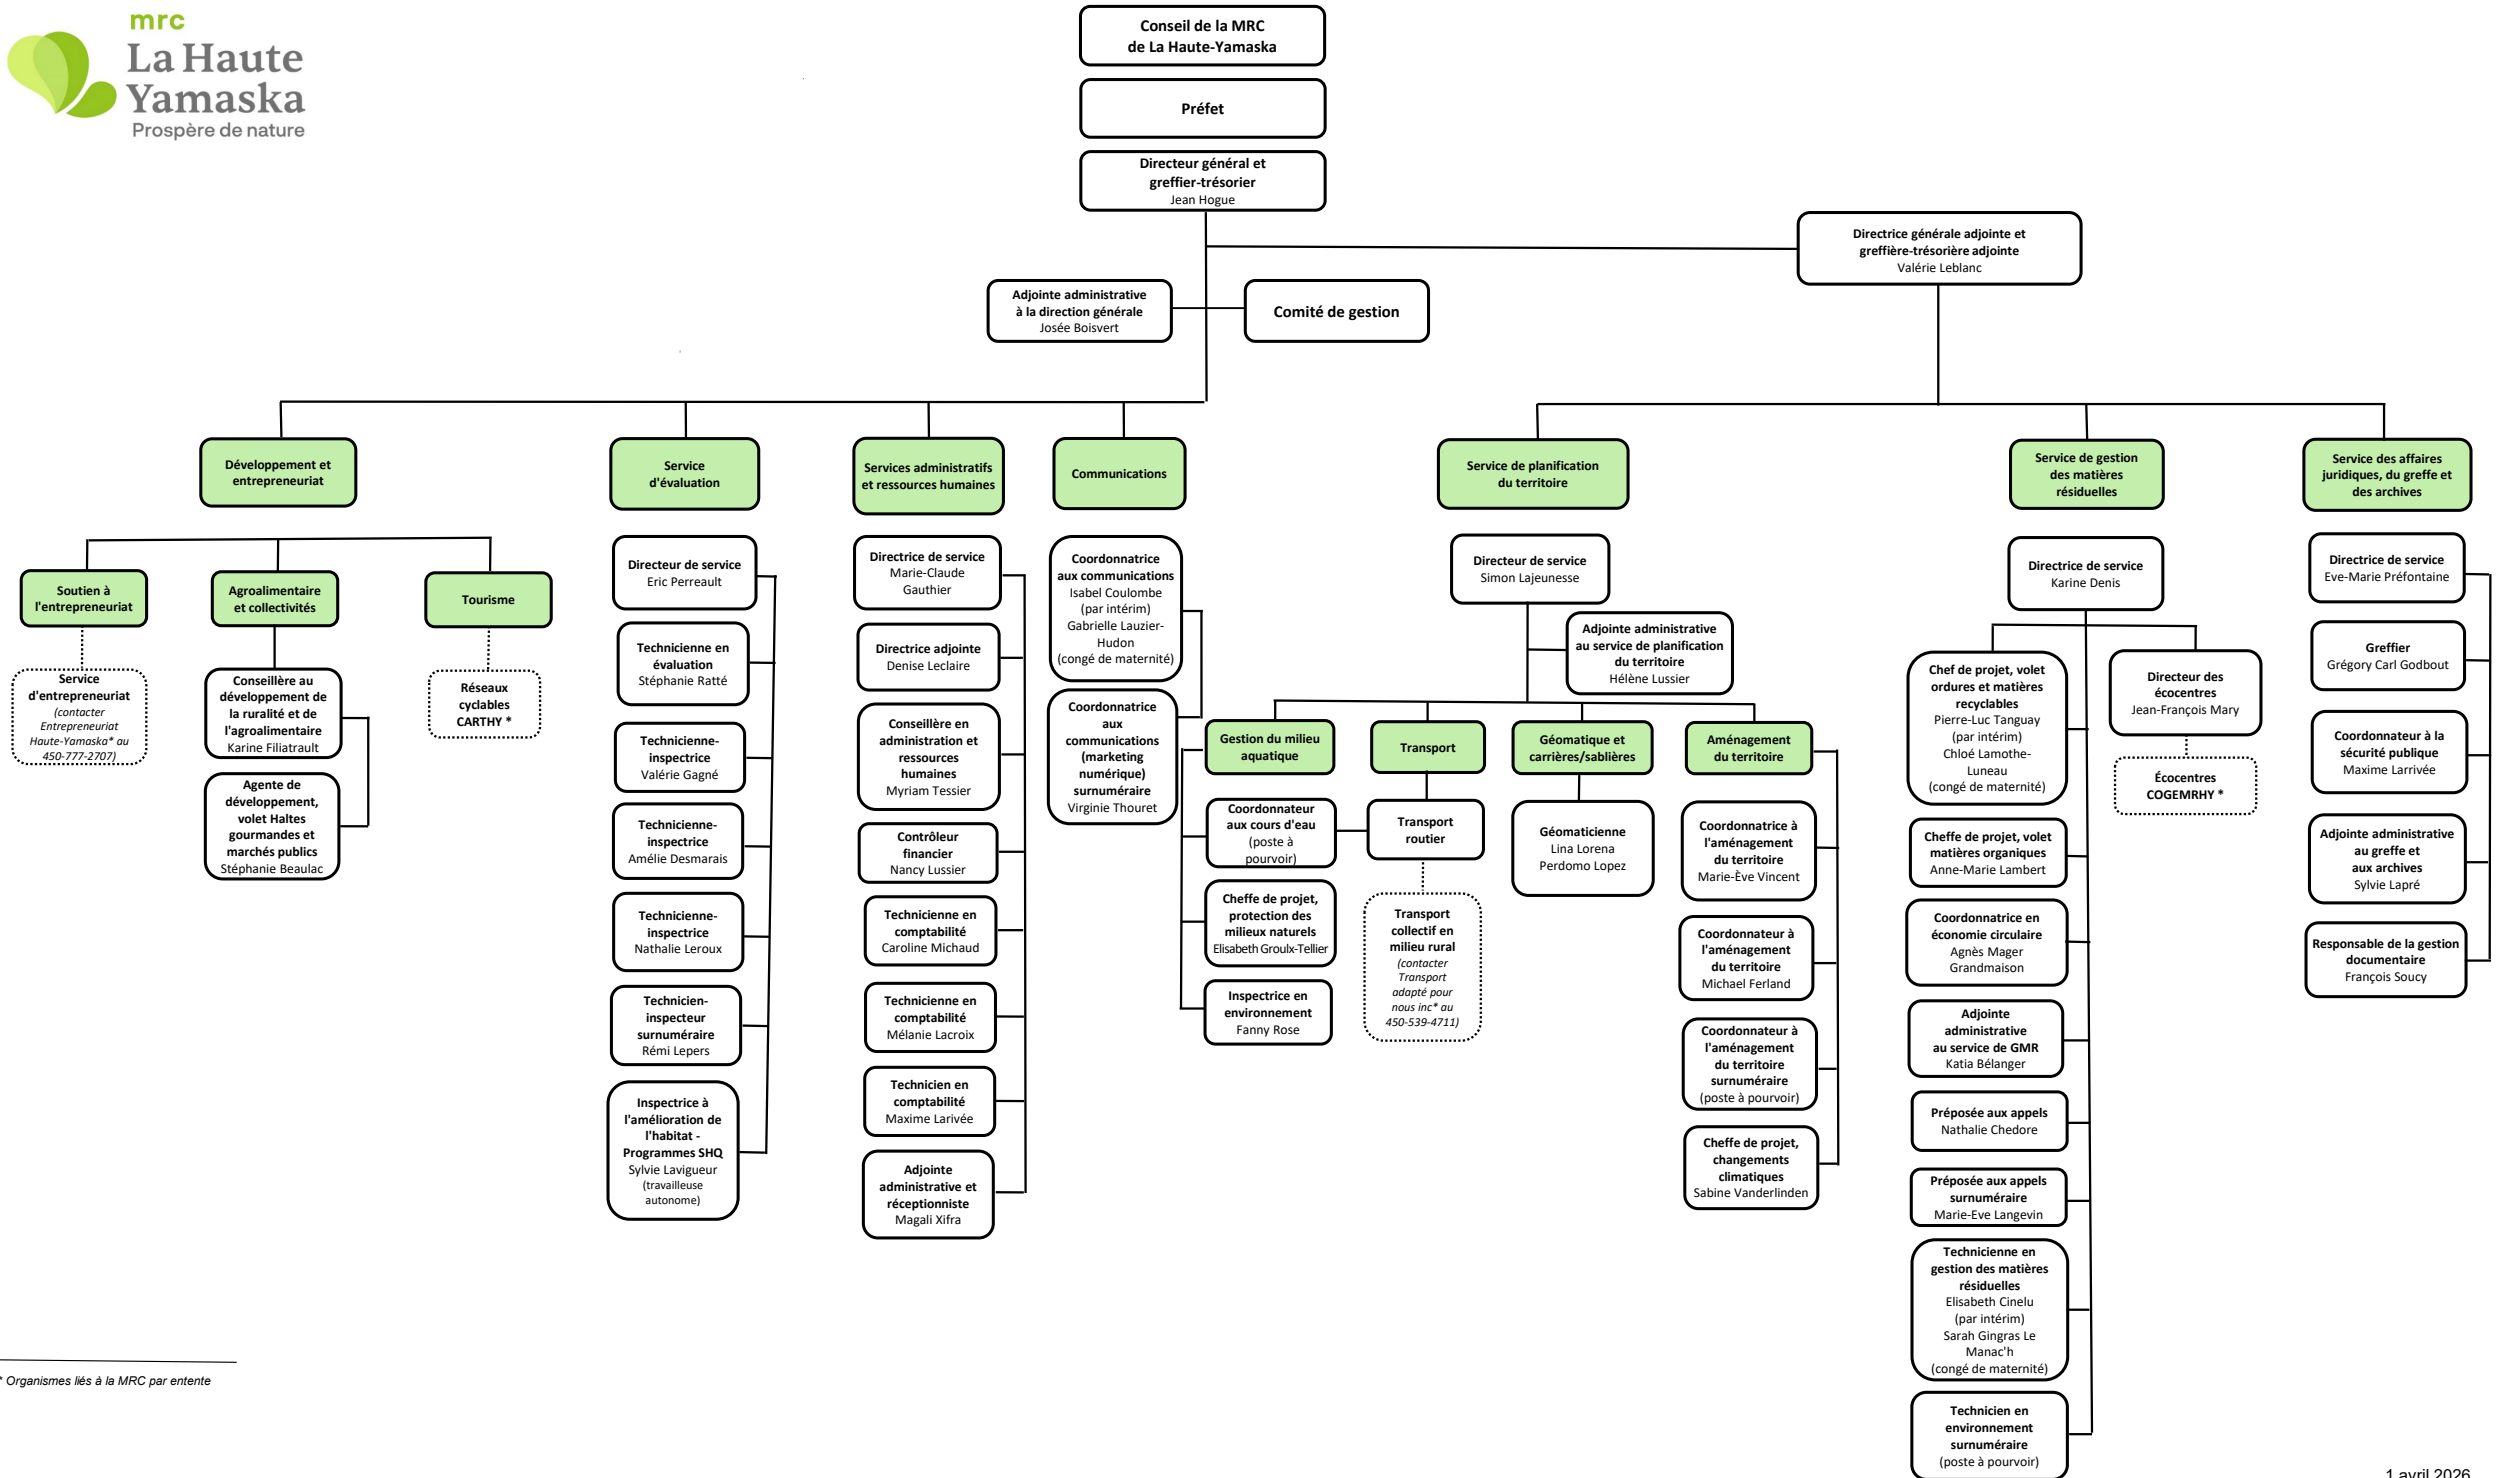 mrc
La Haute
Yamaska
Prospère de nature
Conseil de la MRC
de La Haute-Yamaska
Préfet
Directeur général et
greffier-trésorier
Jean Hogue
Directrice générale adjointe et
greffière-trésorière adjointe
Valérie Leblanc
Adjointe administrative
à la direction générale
Josée Boisvert
Comité de gestion
Développement et
entrepreneuriat
Soutien à
l'entrepreneuriat
Service
d'entrepreneuriat
(contacter
Entrepreneuriat
Haute-Yamaska* au
450-777-2707)
Agroalimentaire
et collectivités
Conseillère au
développement de
la ruralité et de
l'agroalimentaire
Karine Filiatrault
Agente de
développement,
volet Haltes
gourmandes et
marchés publics
Stéphanie Beaulac
Tourisme
Réseaux
cyclables
CARTHY *
Service
d'évaluation
Directeur de service
Eric Perreault
Technicienne en
évaluation
Stéphanie Ratté
Technicienne-
inspectrice
Valérie Gagné
Technicienne-
inspectrice
Amélie Desmarais
Technicienne-
inspectrice
Nathalie Leroux
Technicien-
inspecteur
surnuméraire
Rémi Lepers
Inspectrice à
l'amélioration de
l'habitat -
Programmes SHQ
Sylvie Lavigueur
(travailleuse
autonome)
Services administratifs
et ressources humaines
Directrice de service
Marie-Claude
Gauthier
Directrice adjointe
Denise Leclaire
Conseillère en
administration et
ressources
humaines
Myriam Tessier
Contrôleur
financier
Nancy Lussier
Technicienne en
comptabilité
Caroline Michaud
Technicienne en
comptabilité
Mélanie Lacroix
Technicien en
comptabilité
Maxime Larivée
Adjointe
administrative et
réceptionniste
Magali Xifra
Communications
Coordonnatrice
aux communications
Isabel Coulombe
(par intérim)
Gabrielle Lauzier-
Hudon
(congé de maternité)
Coordonnatrice
aux
communications
(marketing
numérique)
surnuméraire
Virginie Thouret
Service de planification
du territoire
Directeur de service
Simon Lajeunesse
Adjointe administrative
au service de planification
du territoire
Hélène Lussier
Gestion du milieu
aquatique
Coordonnateur
aux cours d'eau
(poste à
pourvoir)
Cheffe de projet,
protection des
milieux naturels
Elisabeth Groulx-Tellier
Inspectrice en
environnement
Fanny Rose
Transport
Transport
routier
Transport
collectif en
milieu rural
(contacter
Transport
adapté pour
nous inc* au
450-539-4711)
Géomatique et
carrières/sablières
Géomaticienne
Lina Lorena
Perdomo Lopez
Aménagement
du territoire
Coordonnatrice à
l'aménagement
du territoire
Marie-Ève Vincent
Coordonnateur à
l'aménagement
du territoire
Michael Ferland
Coordonnateur à
l'aménagement
du territoire
surnuméraire
(poste à pourvoir)
Cheffe de projet,
changements
climatiques
Sabine Vanderlinden
Service de gestion
des matières
résiduelles
Directrice de service
Karine Denis
Chef de projet, volet
ordures et matières
recyclables
Pierre-Luc Tanguay
(par intérim)
Chloé Lamothe-
Luneau
(congé de maternité)
Directeur des
écocentres
Jean-François Mary
Écocentres
COGEMRHY *
Cheffe de projet, volet
matières organiques
Anne-Marie Lambert
Coordonnatrice en
économie circulaire
Agnès Mager
Grandmaison
Adjointe
administrative
au service de GMR
Katia Bélanger
Préposée aux appels
Nathalie Chedore
Préposée aux appels
surnuméraire
Marie-Eve Langevin
Technicienne en
gestion des matières
résiduelles
Elisabeth Cinelu
(par intérim)
Sarah Gingras Le
Manac'h
(congé de maternité)
Technicien en
environnement
surnuméraire
(poste à pourvoir)
Service des affaires
juridiques, du greffe et
des archives
Directrice de service
Eve-Marie Préfontaine
Greffier
Grégory Carl Godbout
Coordonnateur à la
sécurité publique
Maxime Larrivée
Adjointe administrative
au greffe et
aux archives
Sylvie Lapré
Responsable de la gestion
documentaire
François Soucy
* Organismes liés à la MRC par entente
1 avril 2026